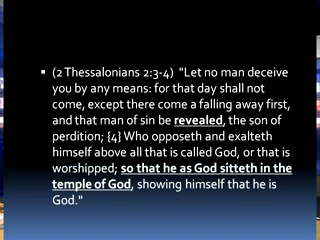 ▪ (2 Thessalonians 2:3-4) "Let no man deceive
you by any means: for that day shall not
come, except there come a falling away first,
and that man of sin be revealed, the son of
perdition; {4} Who opposeth and exalteth
himself above all that is called God, or that is
worshipped; so that he as God sitteth in the
temple of God, showing himself that he is
God."